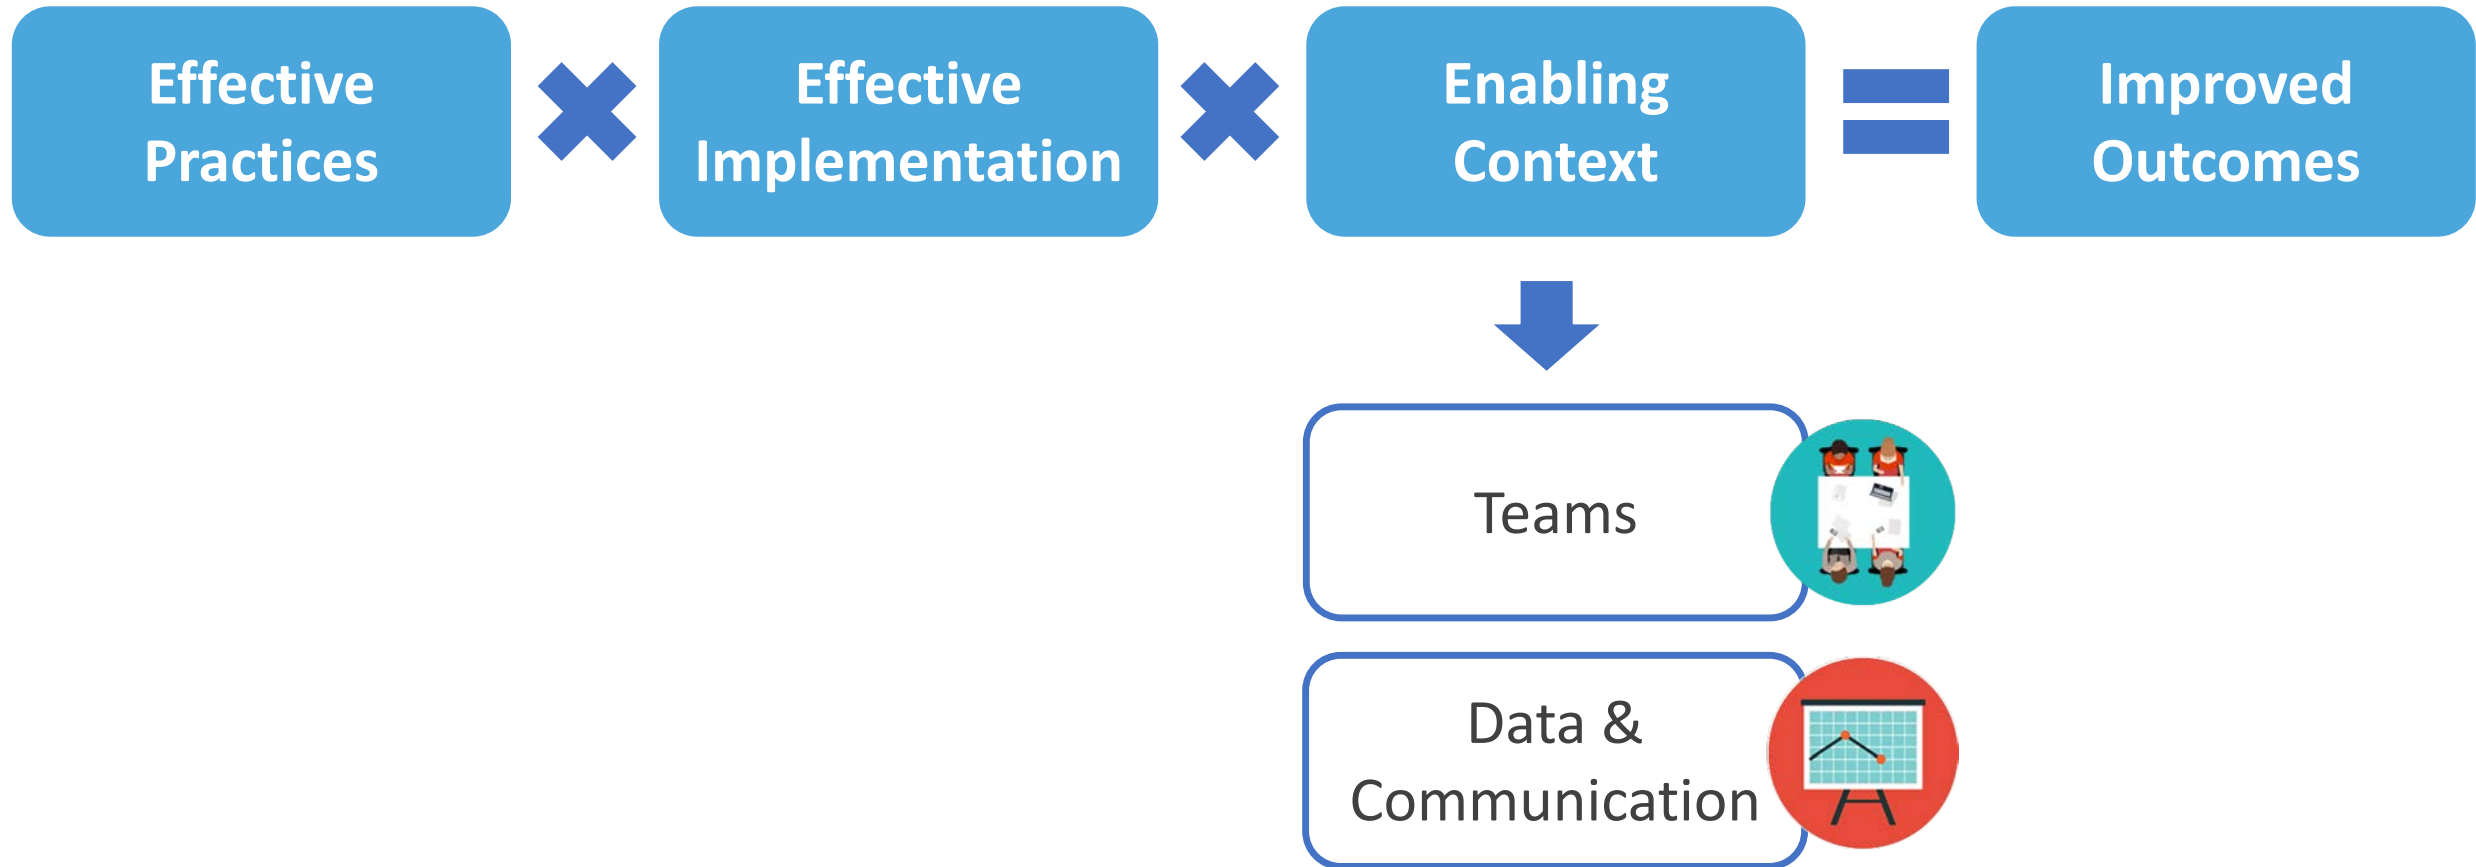 Effective
Practices
Effective
Implementation
Enabling
Context
Improved
Outcomes
Teams
Data &
Communication